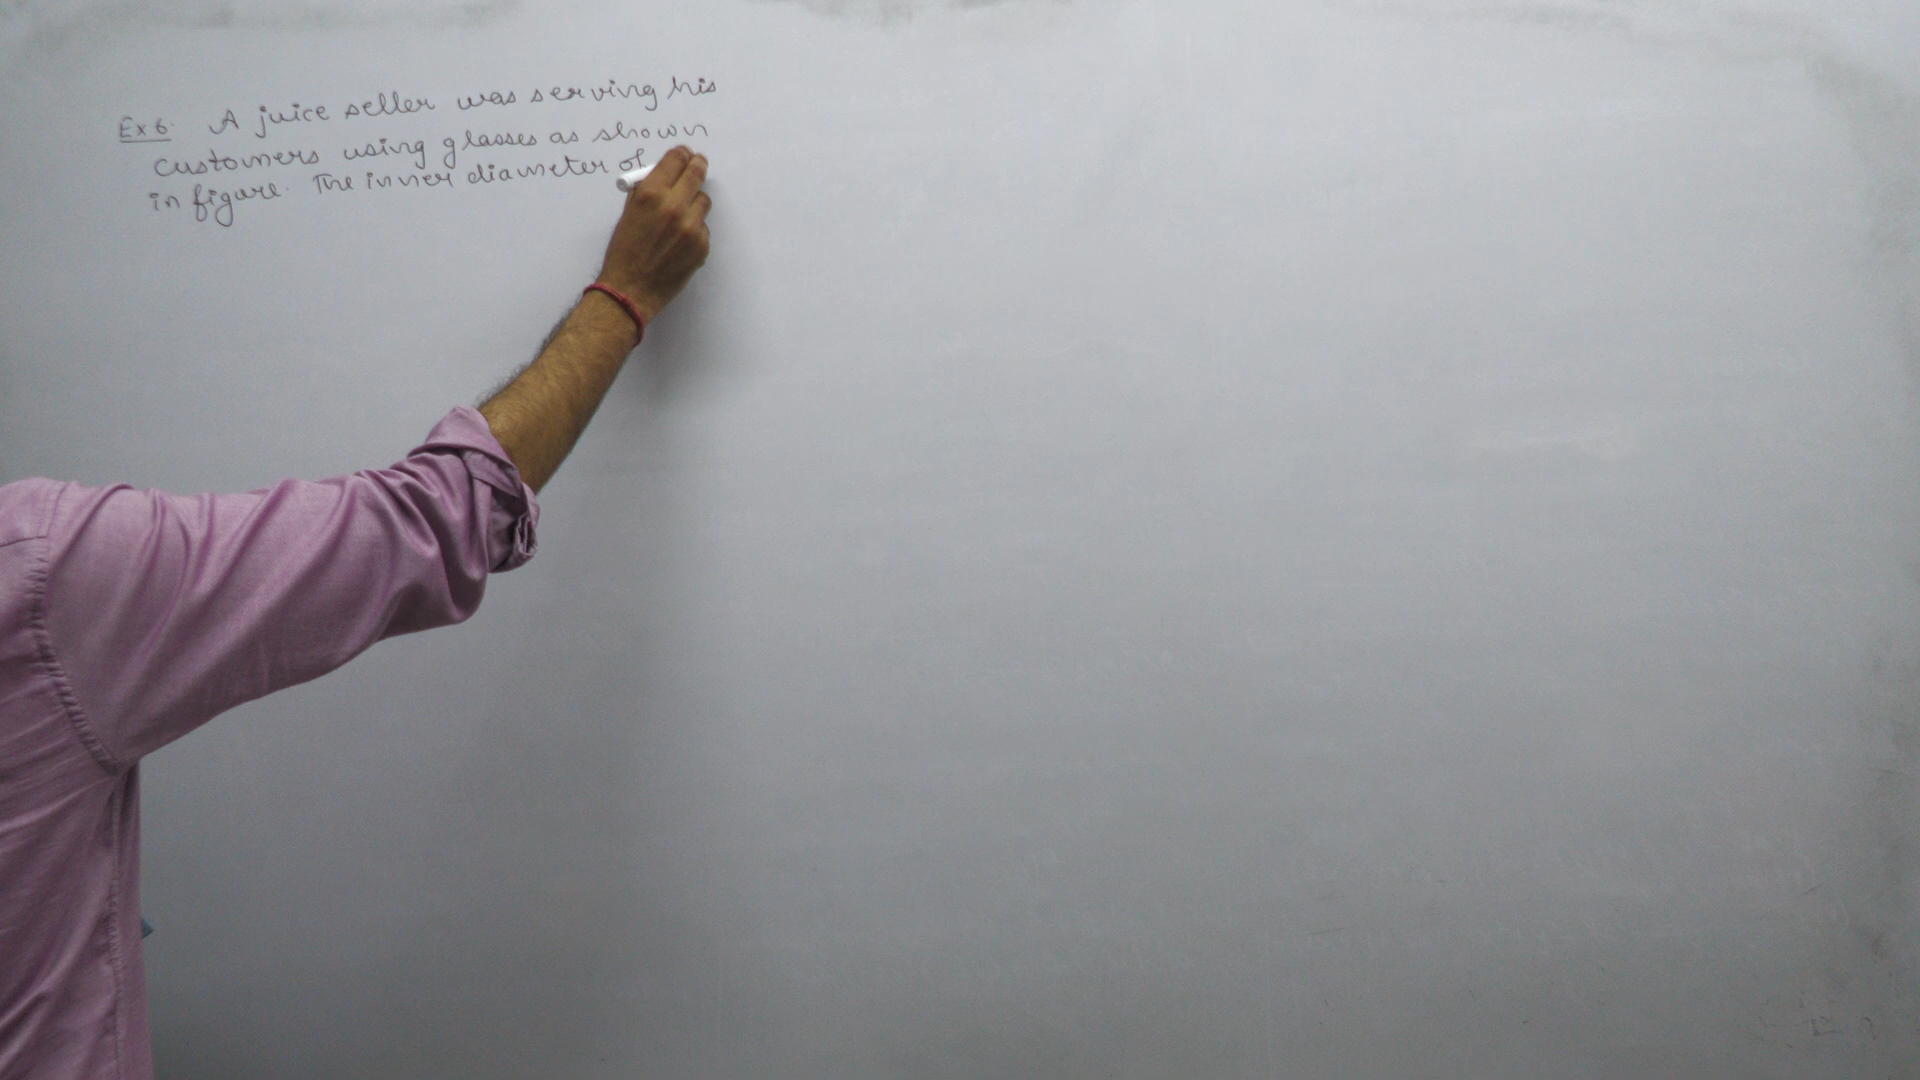 Ex 6. A juice seller was serving his
customers using glasses as shown
in figure. The inner diameter of